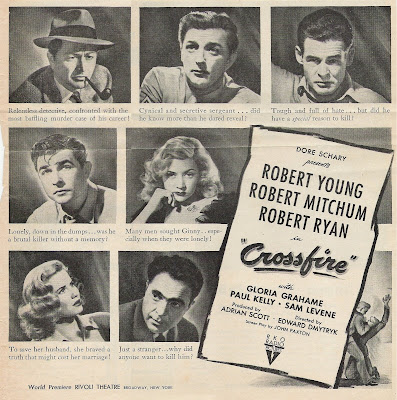 Relentless detective, confronted with the
most baffling murder case of his career!
Cynical and secretive sergeant . . . did
he know more than he dared reveal?
Tough and full of hate . . . but did he
have a special reason to kill?
Lonely, down in the dumps . . . was he
a brutal killer without a memory?
Many men sought Ginny . . . espe-
cially when they were lonely!
To save her husband, she braved a
truth that might cost her marriage!
Just a stranger . . . why did
anyone want to kill him?
DORE SCHARY
presents
ROBERT YOUNG
ROBERT MITCHUM
ROBERT RYAN
in
"Crossfire"
with
GLORIA GRAHAME
PAUL KELLY · SAM LEVENE
Produced by
ADRIAN SCOTT ·
Directed by
EDWARD DMYTRYK
Screen Play by JOHN PAXTON
RKO
RADIO
World Premiere RIVOLI THEATRE BROADWAY, NEW YORK